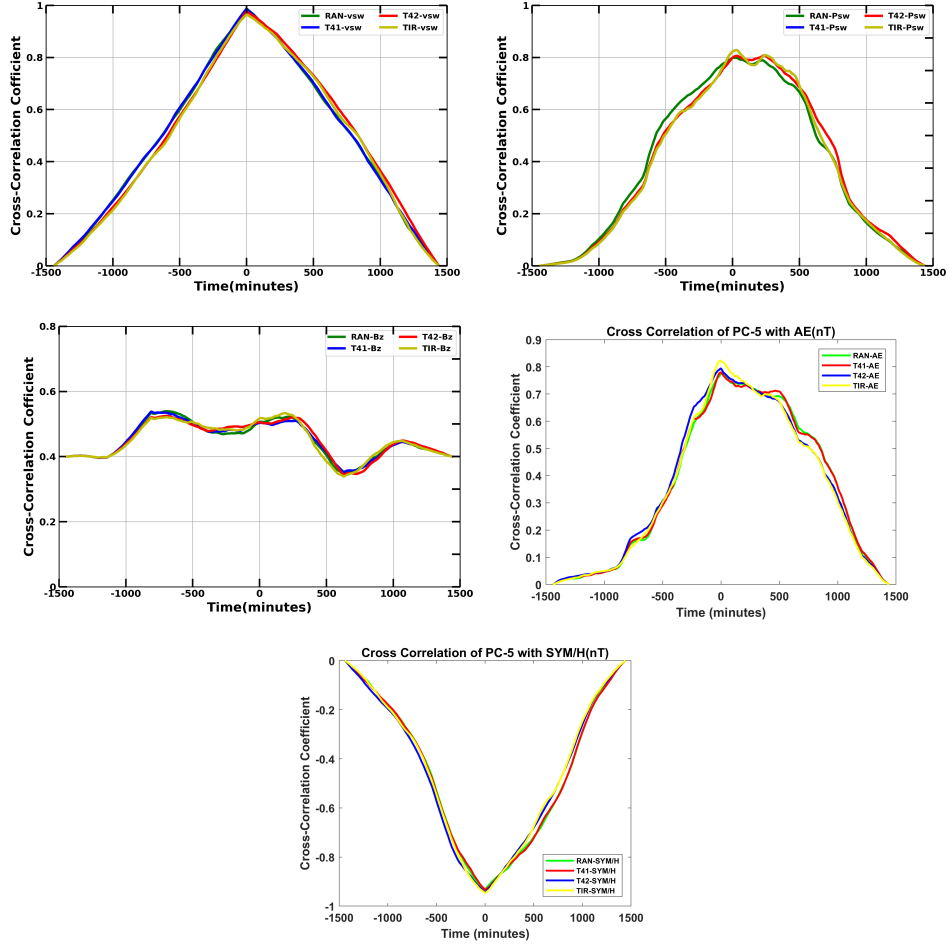 Cross-Correlation Cofficient
1
0.8
0.6
0.4
0.2
0
RAN-vsw T42-vsw
T41-vsw TIR-vsw
-1500 -1000 -500 0 500 1000 1500
Time(minutes)
Cross-Correlation Cofficient
1
0.8
0.6
0.4
0.2
0
RAN-Psw T42-Psw
T41-Psw TIR-Psw
-1500 -1000 -500 0 500 1000 1500
Time(minutes)
Cross-Correlation Cofficient
0.8
0.6
0.4
0.2
0
RAN-Bz T42-Bz
T41-Bz TIR-Bz
-1500 -1000 -500 0 500 1000 1500
Time(minutes)
Cross Correlation of PC-5 with AE(nT)
Cross-Correlation Coefficient
0.9
0.8
0.7
0.6
0.5
0.4
0.3
0.2
0.1
0
RAN-AE
T41-AE
T42-AE
TIR-AE
-1500 -1000 -500 0 500 1000 1500
Time (minutes)
Cross Correlation of PC-5 with SYM/H(nT)
Cross-Correlation Coefficient
0
-0.2
-0.4
-0.6
-0.8
-1
RAN-SYM/H
T41-SYM/H
T42-SYM/H
TIR-SYM/H
-1500 -1000 -500 0 500 1000 1500
Time (minutes)